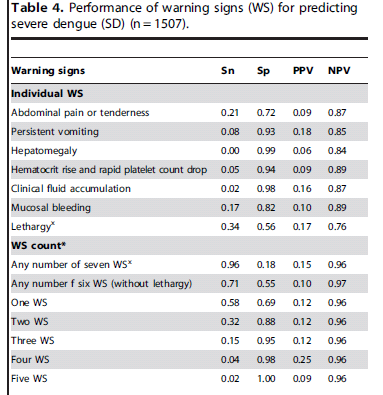 Table 4. Performance of warning signs (WS) for predicting
severe dengue (SD) (n = 1507).
Warning signs Sn Sp PPV NPV
Individual WS
Abdominal pain or tenderness 0.21 0.72 0.09 0.87
Persistent vomiting 0.08 0.93 0.18 0.85
Hepatomegaly 0.00 0.99 0.06 0.84
Hematocrit rise and rapid platelet count drop 0.05 0.94 0.09 0.89
Clinical fluid accumulation 0.02 0.98 0.16 0.87
Mucosal bleeding 0.17 0.82 0.10 0.89
Lethargyx 0.34 0.56 0.17 0.76
WS count*
Any number of seven WSx 0.96 0.18 0.15 0.96
Any number f six WS (without lethargy) 0.71 0.55 0.10 0.97
One WS 0.58 0.69 0.12 0.96
Two WS 0.32 0.88 0.12 0.96
Three WS 0.15 0.95 0.12 0.96
Four WS 0.04 0.98 0.25 0.96
Five WS 0.02 1.00 0.09 0.96